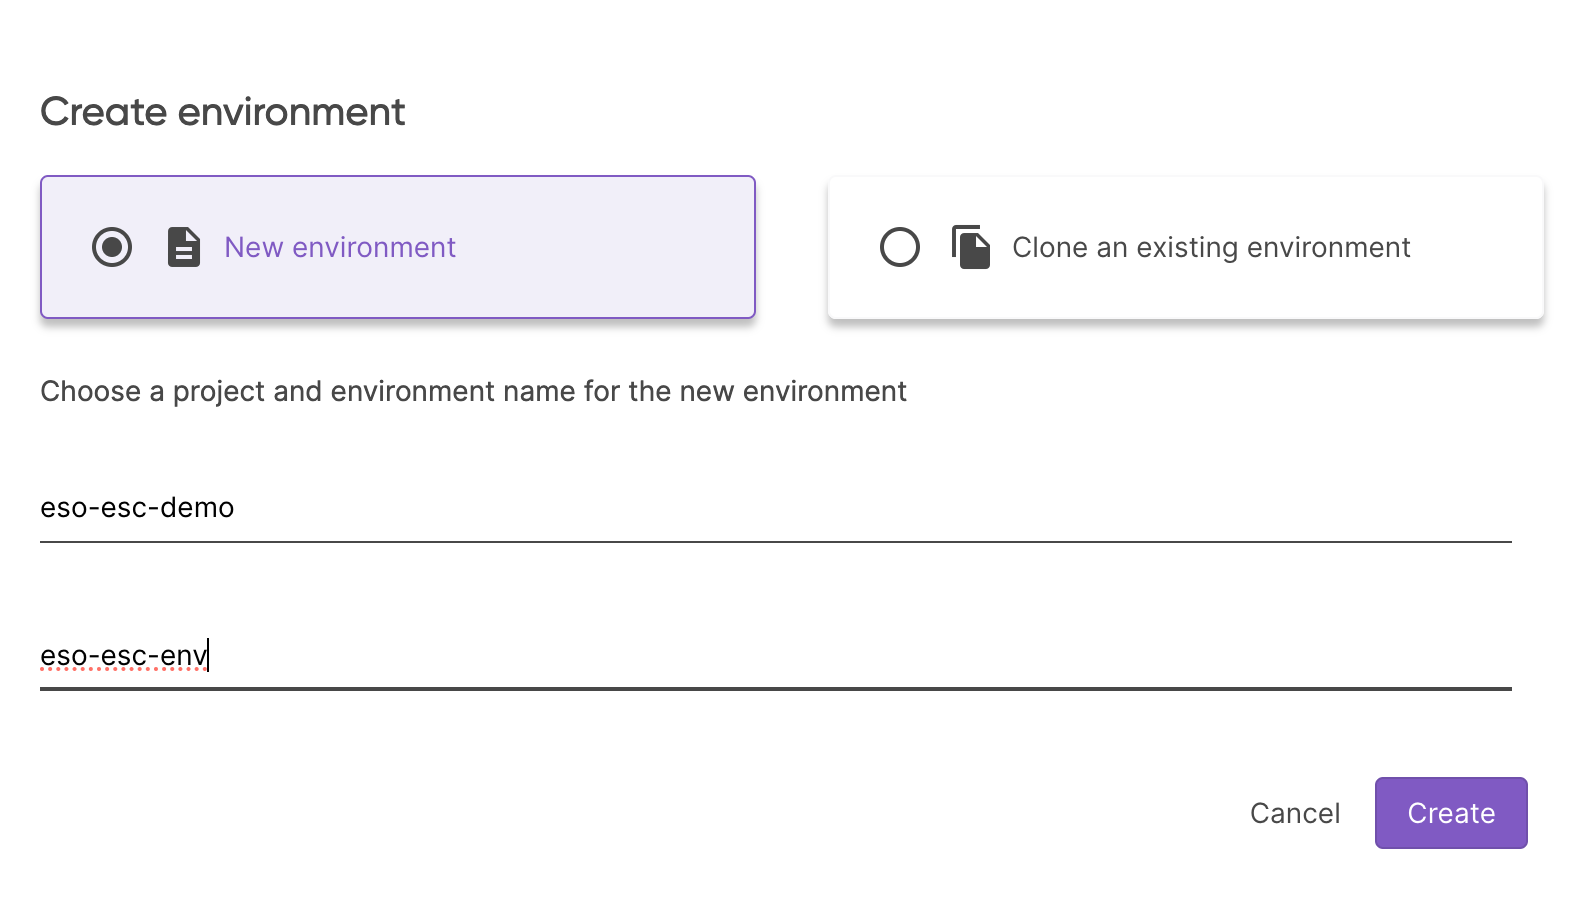 Create environment
New environment
Clone an existing environment
Choose a project and environment name for the new environment
eso-esc-demo
eso-esc-env
Cancel
Create